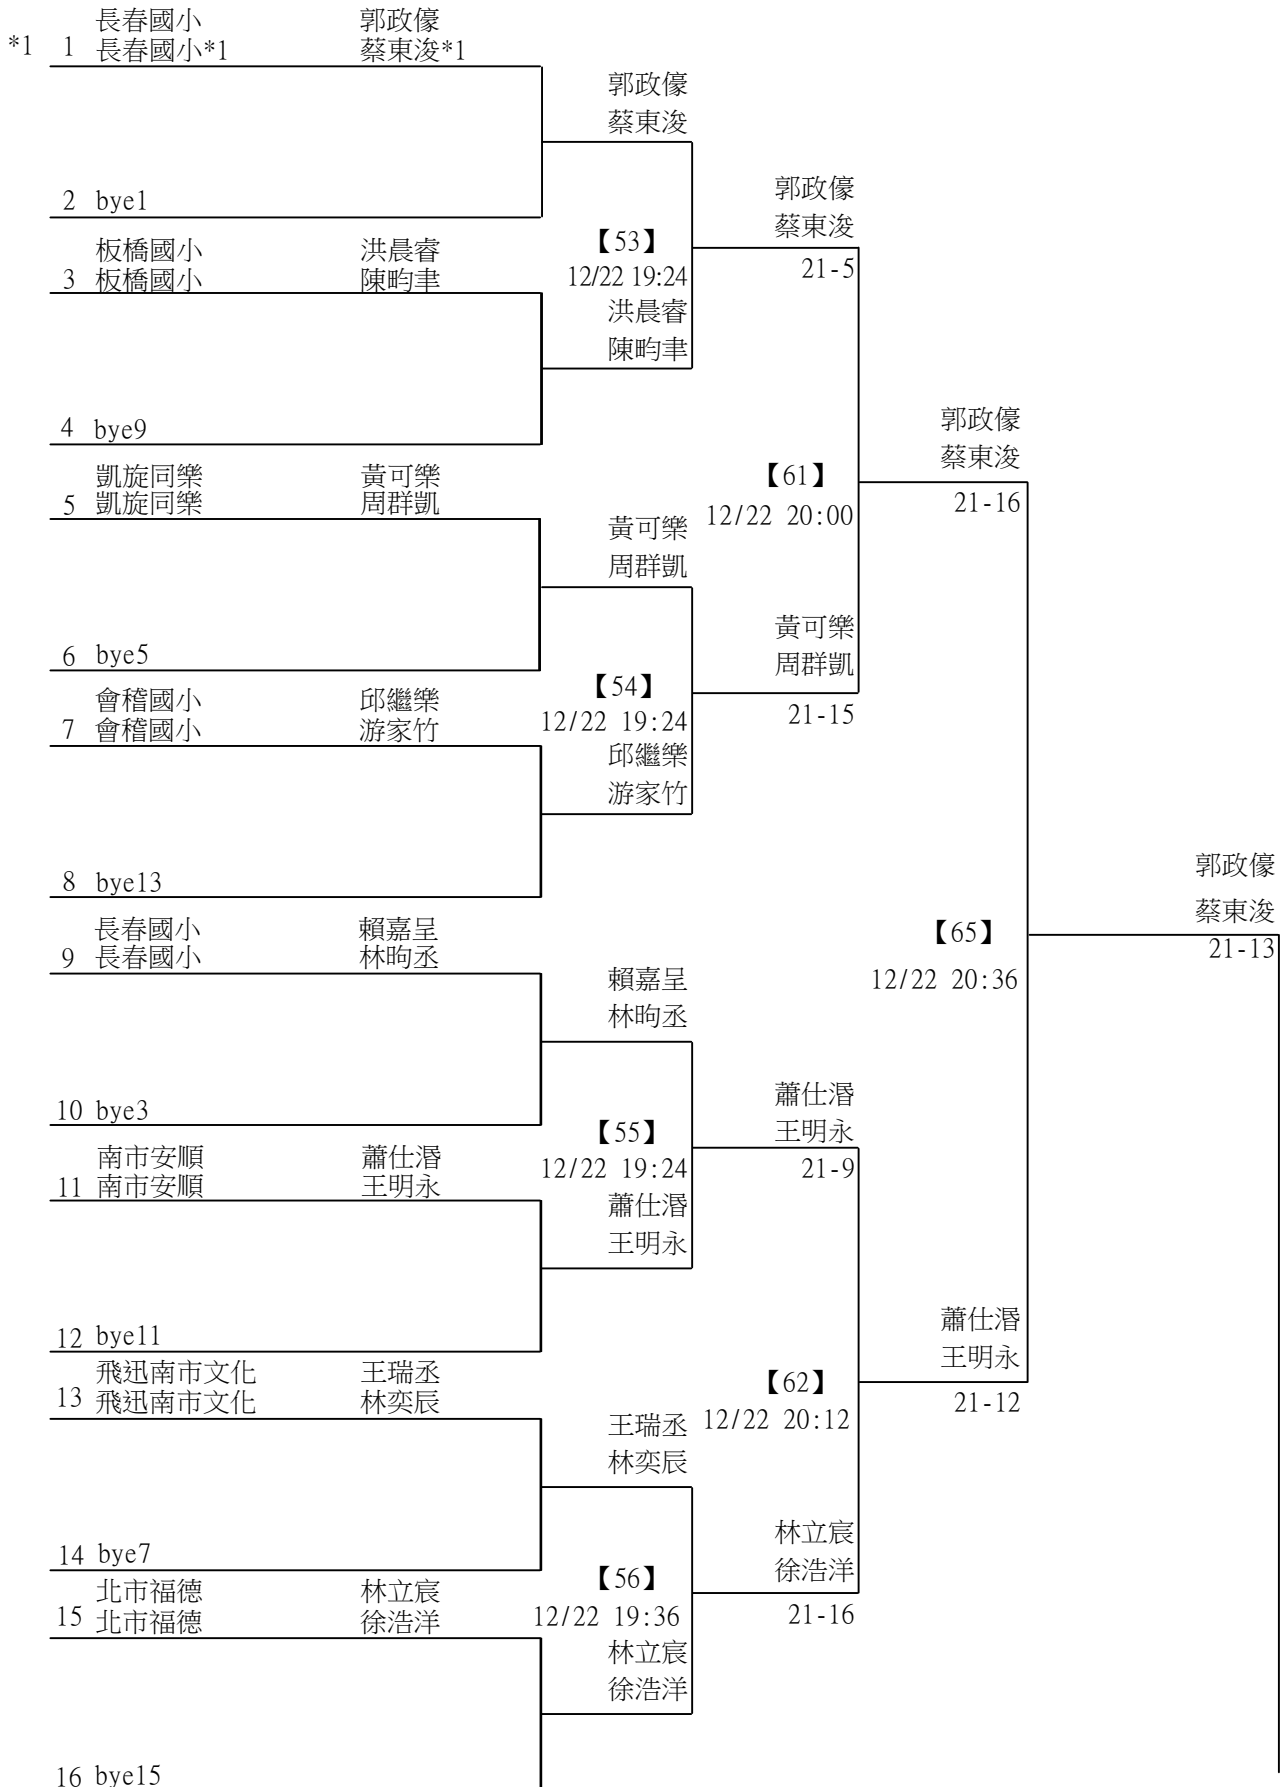 長春國小 郭政儫
*1 1 長春國小*1 蔡東浚*1
郭政儫
蔡東浚
郭政儫
2 bye1
蔡東浚
板橋國小 洪晨睿
【53】
3 板橋國小 陳畇聿
12/22 19:24
21-5
洪晨睿
陳畇聿
郭政儫
4 bye9
蔡東浚
凱旋同樂 黃可樂
【61】
5 凱旋同樂 周群凱
21-16
12/22 20:00
黃可樂
周群凱
黃可樂
6 bye5
周群凱
【54】
會稽國小 邱繼樂
21-15
7 會稽國小 游家竹
12/22 19:24
邱繼樂
游家竹
郭政儫
8 bye13
蔡東浚
長春國小 賴嘉呈
【65】
21-13
9 長春國小 林昫丞
賴嘉呈
12/22 20:36
林昫丞
蕭仕湣
10 bye3
王明永
【55】
南市安順 蕭仕湣
12/22 19:24
21-9
11 南市安順 王明永
蕭仕湣
王明永
蕭仕湣
12 bye11
王明永
飛迅南市文化 王瑞丞
【62】
13 飛迅南市文化 林奕辰
21-12
王瑞丞
12/22 20:12
林奕辰
林立宸
14 bye7
徐浩洋
【56】
北市福德 林立宸
15 北市福德 徐浩洋
12/22 19:36
21-16
林立宸
徐浩洋
16 bye15